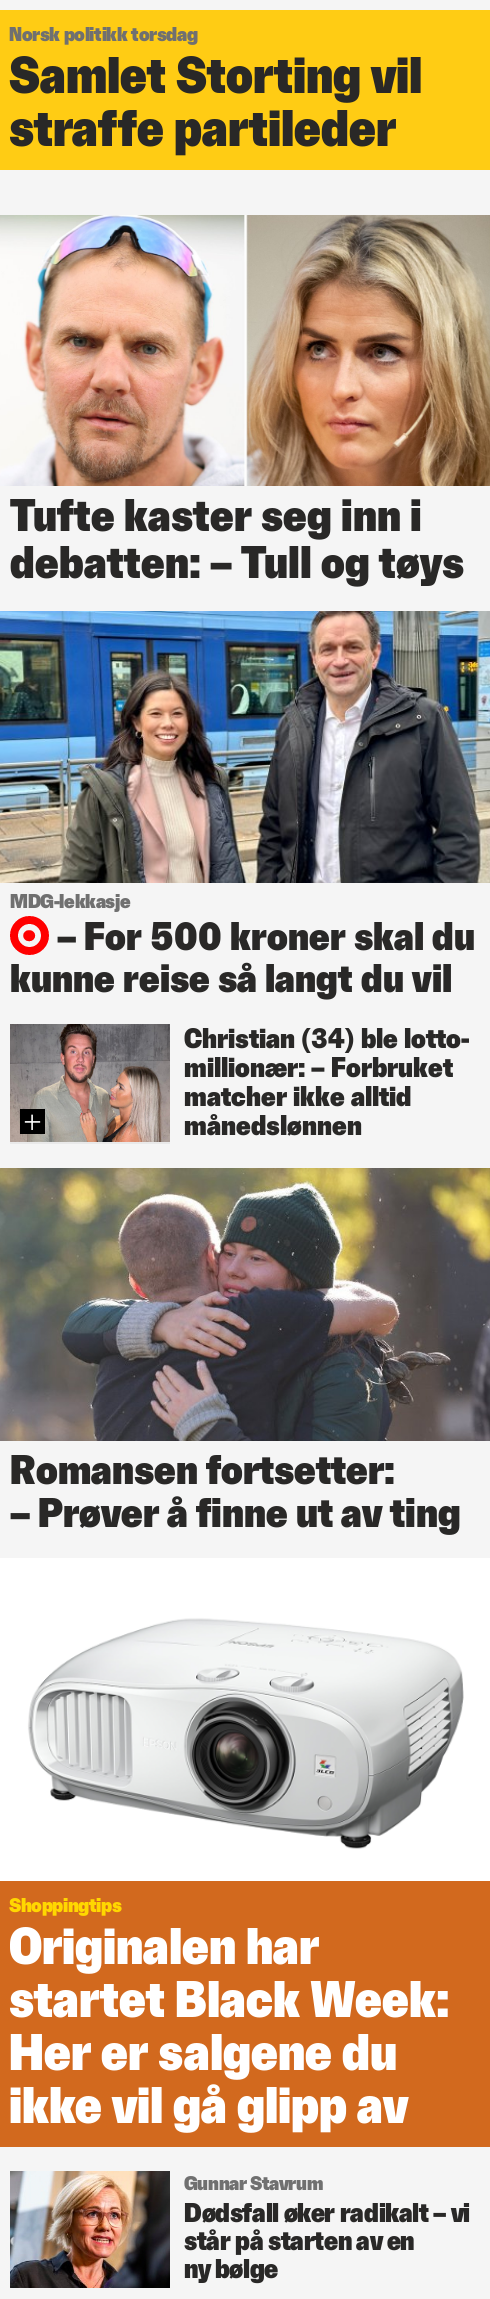 Norsk politikk torsdag
Samlet Storting vil
straffe partileder
Tufte kaster seg inn i
debatten: – Tull og tøys
MDG-lekkasje
– For 500 kroner skal du
kunne reise så langt du vil
Christian (34) ble lotto-
millionær: – Forbruket
matcher ikke alltid
månedslønnen
Romansen fortsetter:
– Prøver å finne ut av ting
EPSON
EPSON
3LCD
Shoppingtips
Originalen har
startet Black Week:
Her er salgene du
ikke vil gå glipp av
Gunnar Stavrum
Dødsfall øker radikalt – vi
står på starten av en
ny bølge